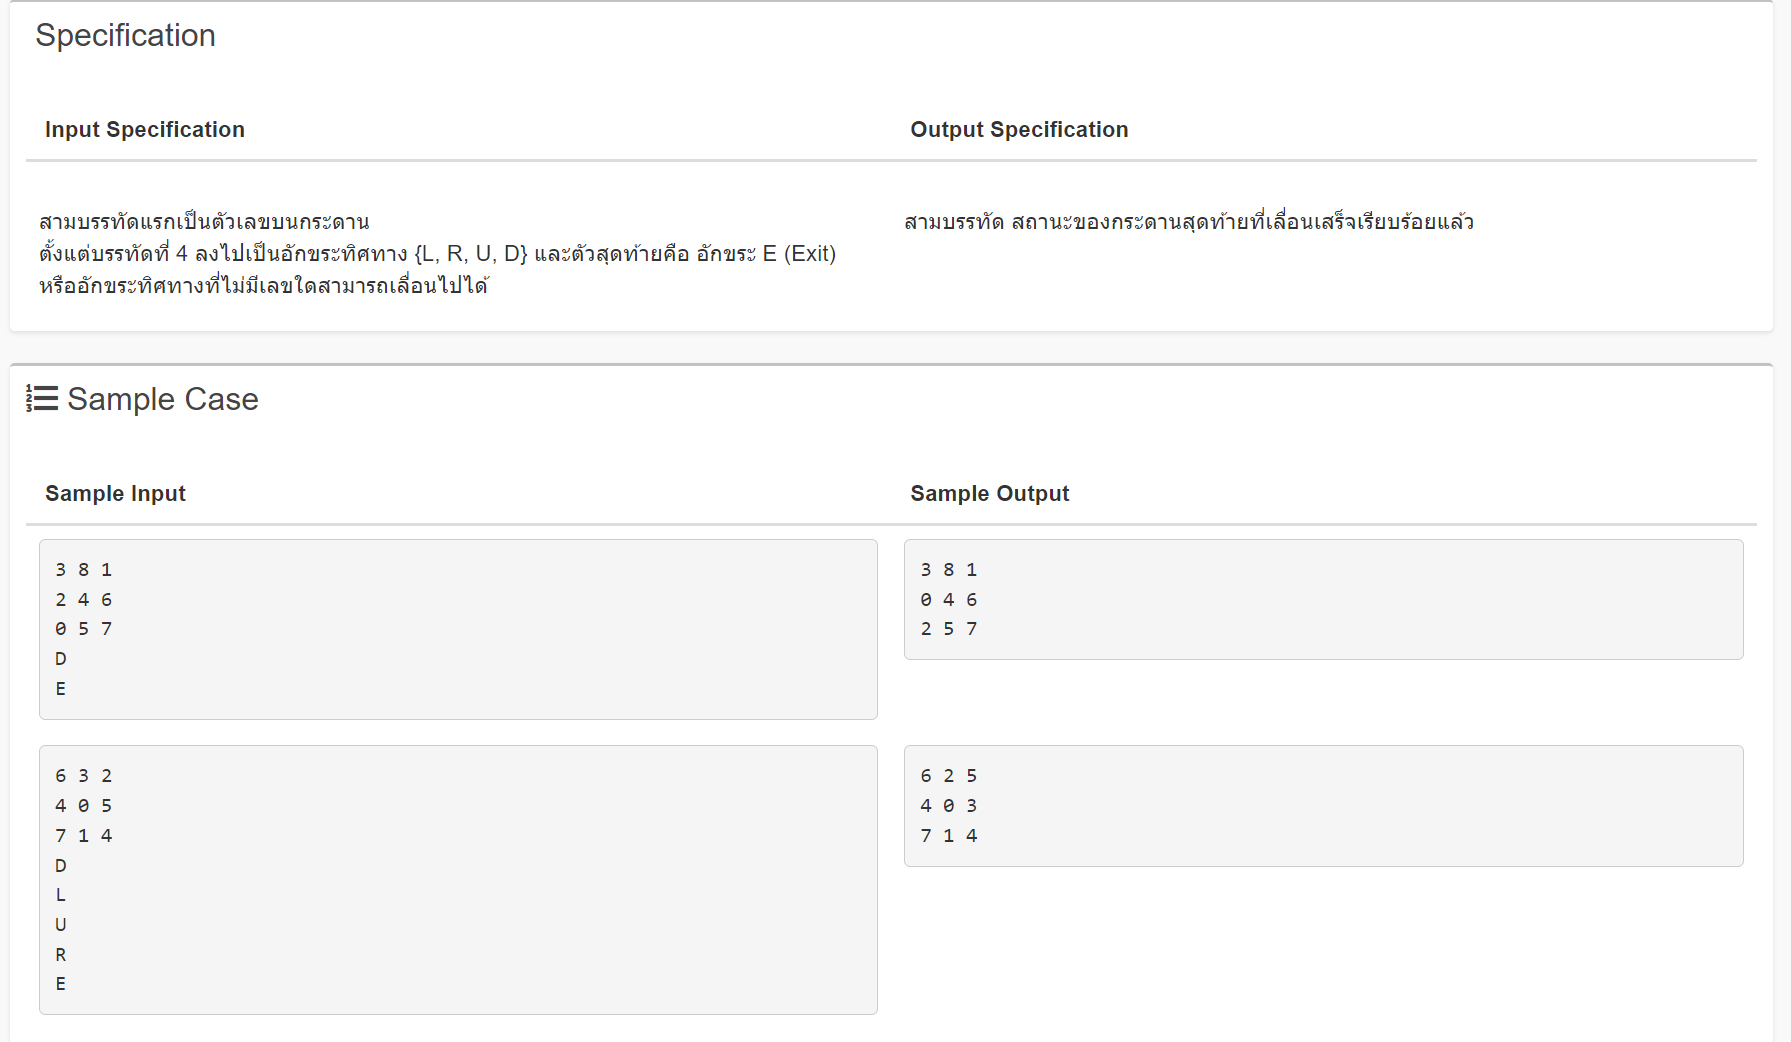 Specification
Input Specification
Output Specification
สามบรรทัดแรกเป็นตัวเลขบนกระดาน
ตั้งแต่บรรทัดที่ 4 ลงไปเป็นอักขระทิศทาง {L, R, U, D} และตัวสุดท้ายคือ อักขระ E (Exit)
หรืออักขระทิศทางที่ไม่มีเลขใดสามารถเลื่อนไปได้
สามบรรทัด สถานะของกระดานสุดท้ายที่เลื่อนเสร็จเรียบร้อยแล้ว
Sample Case
Sample Input
Sample Output
3 8 1
2 4 6
0 5 7
D
E
3 8 1
0 4 6
2 5 7
6 3 2
4 0 5
7 1 4
D
L
U
R
E
6 2 5
4 0 3
7 1 4